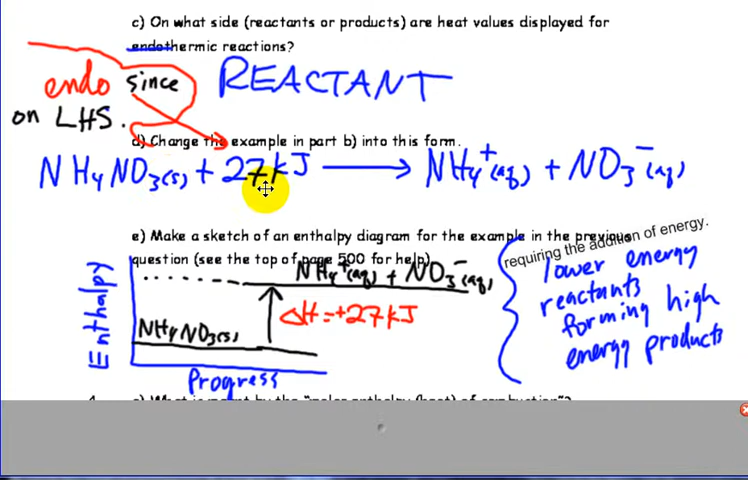 c) On what side (reactants or products) are heat values displayed for
endothermic reactions?
endo since
on LHS.
REACTANT
d) Change the example in part b) into this form.
NH₄NO₃(s) + 27kJ → NH₄⁺(aq) + NO₃⁻(aq)
e) Make a sketch of an enthalpy diagram for the example in the previous
question (see the top of page 500 for help)
requiring the addition of energy.
lower energy
reactants
forming high
energy products
Enthalpy
NH₄⁺(aq) + NO₃⁻(aq)
ΔH=+27kJ
NH₄NO₃(s)
Progress